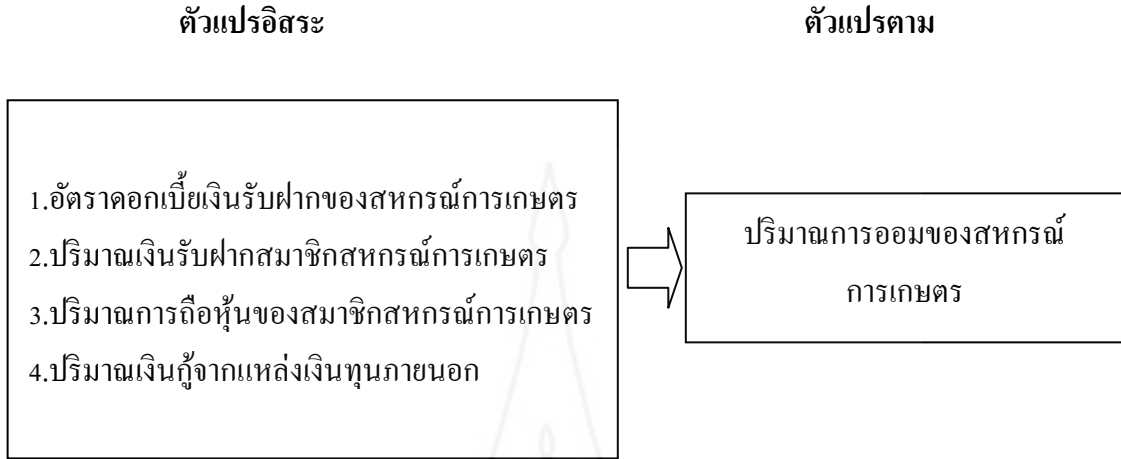 ตัวแปรอิสระ
ตัวแปรตาม
1.อัตราดอกเบี้ยเงินรับฝากของสหกรณ์การเกษตร
2.ปริมาณเงินรับฝากสมาชิกสหกรณ์การเกษตร
3.ปริมาณการถือหุ้นของสมาชิกสหกรณ์การเกษตร
4.ปริมาณเงินกู้จากแหล่งเงินทุนภายนอก
ปริมาณการออมของสหกรณ์
การเกษตร